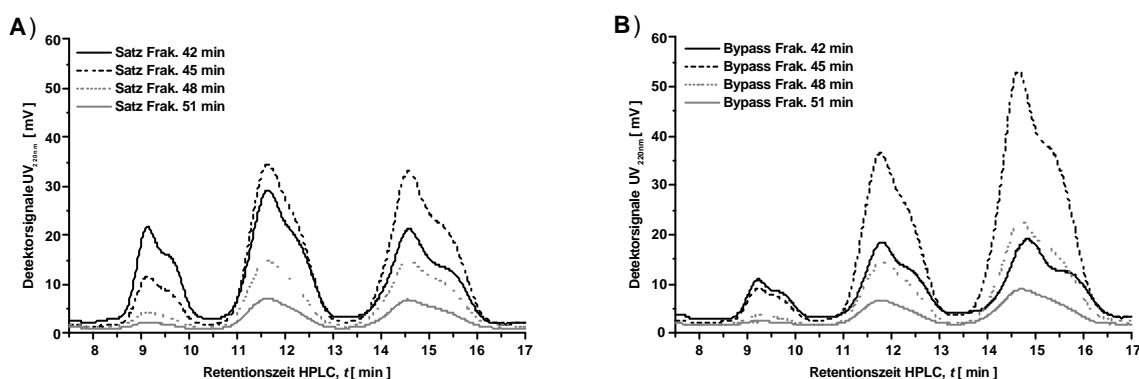 A)
60
50
40
30
20
10
0
Detektorsignale UV220nm [ mV]
Satz Frak. 42 min
Satz Frak. 45 min
Satz Frak. 48 min
Satz Frak. 51 min
8 9 10 11 12 13 14 15 16 17
Retentionszeit HPLC, t [ min ]
B)
60
50
40
30
20
10
0
Detektorsignale UV220nm [ mV]
Bypass Frak. 42 min
Bypass Frak. 45 min
Bypass Frak. 48 min
Bypass Frak. 51 min
8 9 10 11 12 13 14 15 16 17
Retentionszeit HPLC, t [ min ]